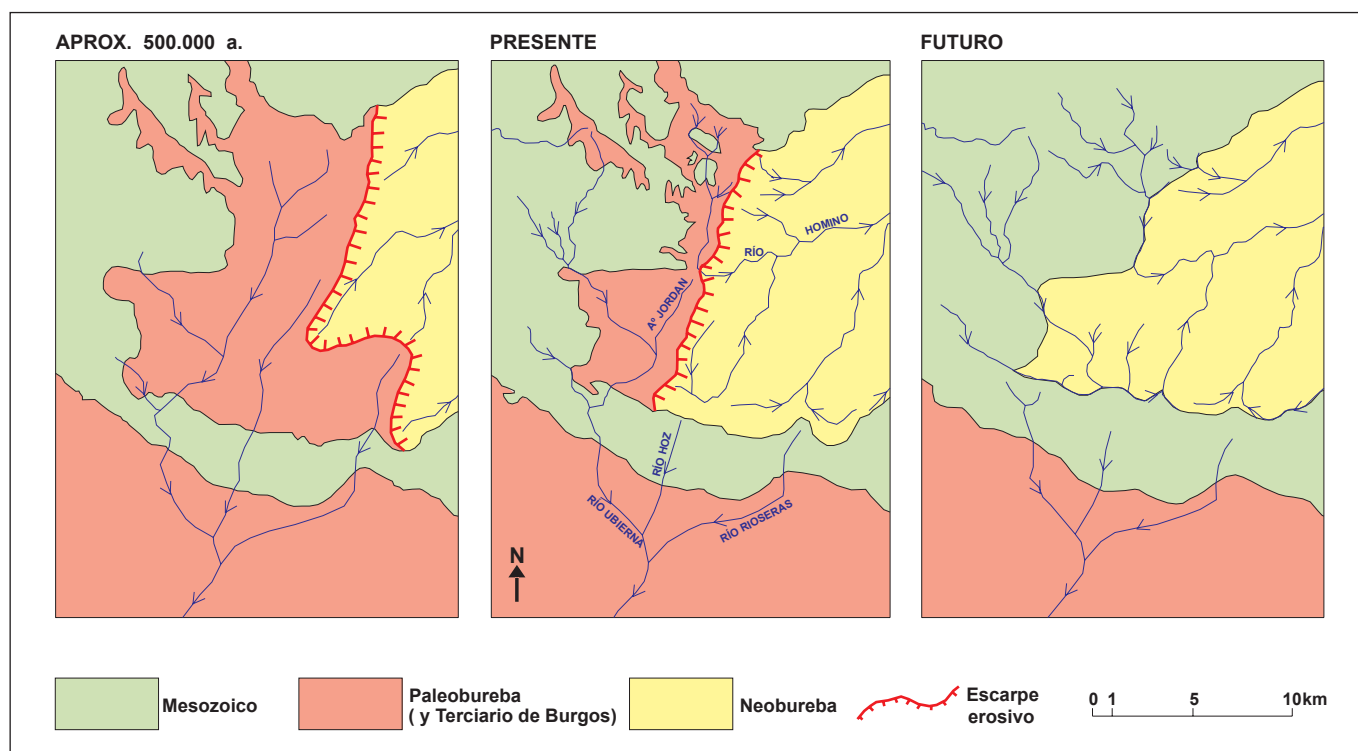 APROX. 500.000 a.
PRESENTE
FUTURO
HOMINO
RÍO
Aº JORDAN
RÍO HOZ
RÍO UBIERNA
RÍO RIOSERAS
N
Mesozoico
Paleobureba
( y Terciario de Burgos)
Neobureba
Escarpe
erosivo
0 1 5 10km